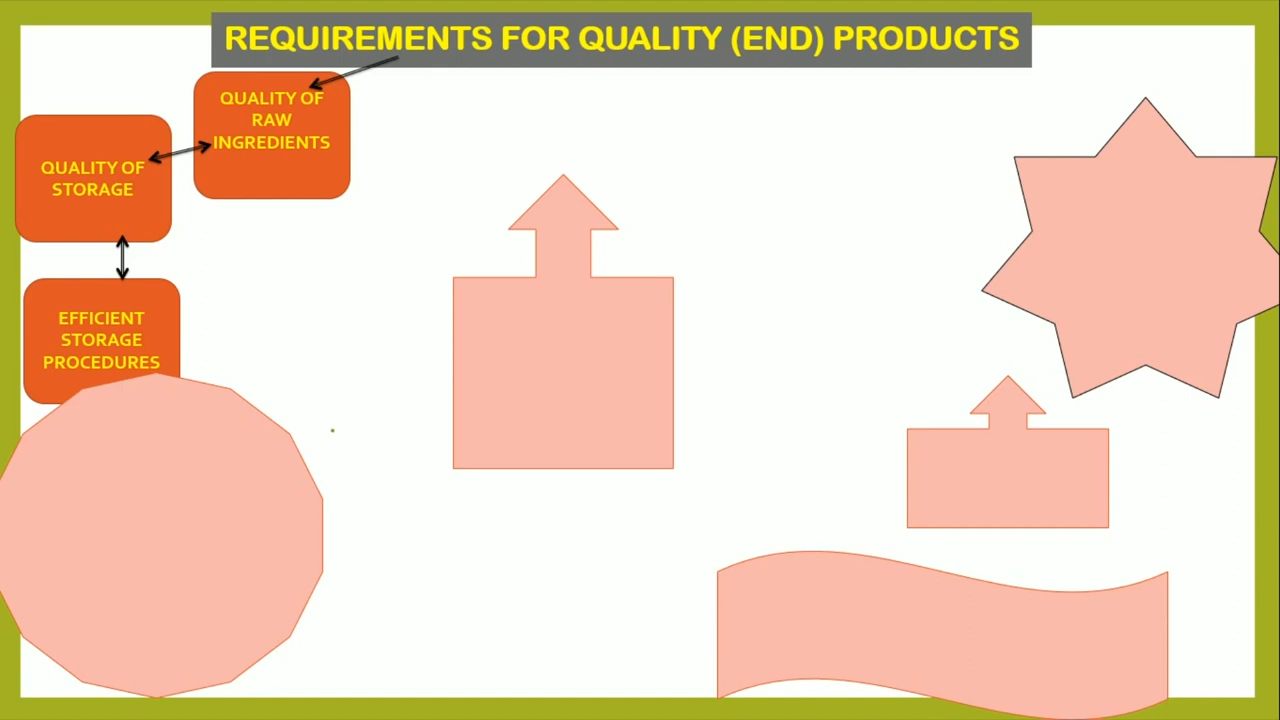 REQUIREMENTS FOR QUALITY (END) PRODUCTS
QUALITY OF
RAW
INGREDIENTS
QUALITY OF
STORAGE
EFFICIENT
STORAGE
PROCEDURES